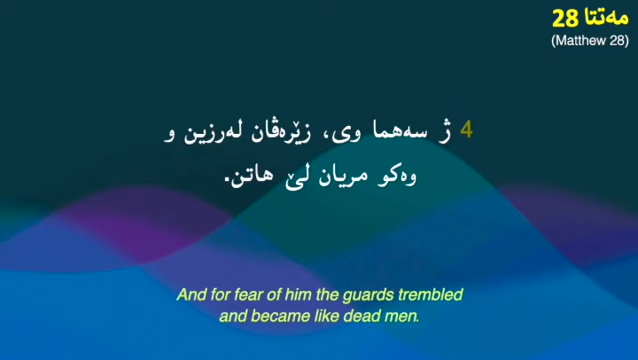 مەتتا 28
(Matthew 28)
4 ژ سەهما وی، زێرەڤان لەرزین و
وەکو مریان لێ هاتن.
And for fear of him the guards trembled
and became like dead men.